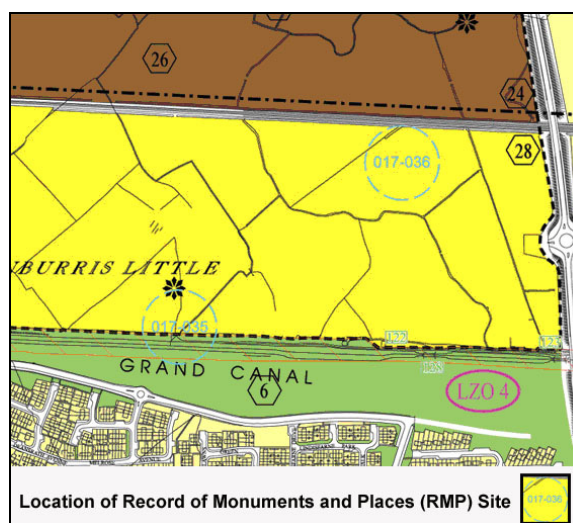 26
24
28
017-036
BURRIS LITTLE
017-035
122
123
138
GRAND CANAL
6
LZO 4
Location of Record of Monuments and Places (RMP) Site
017-036